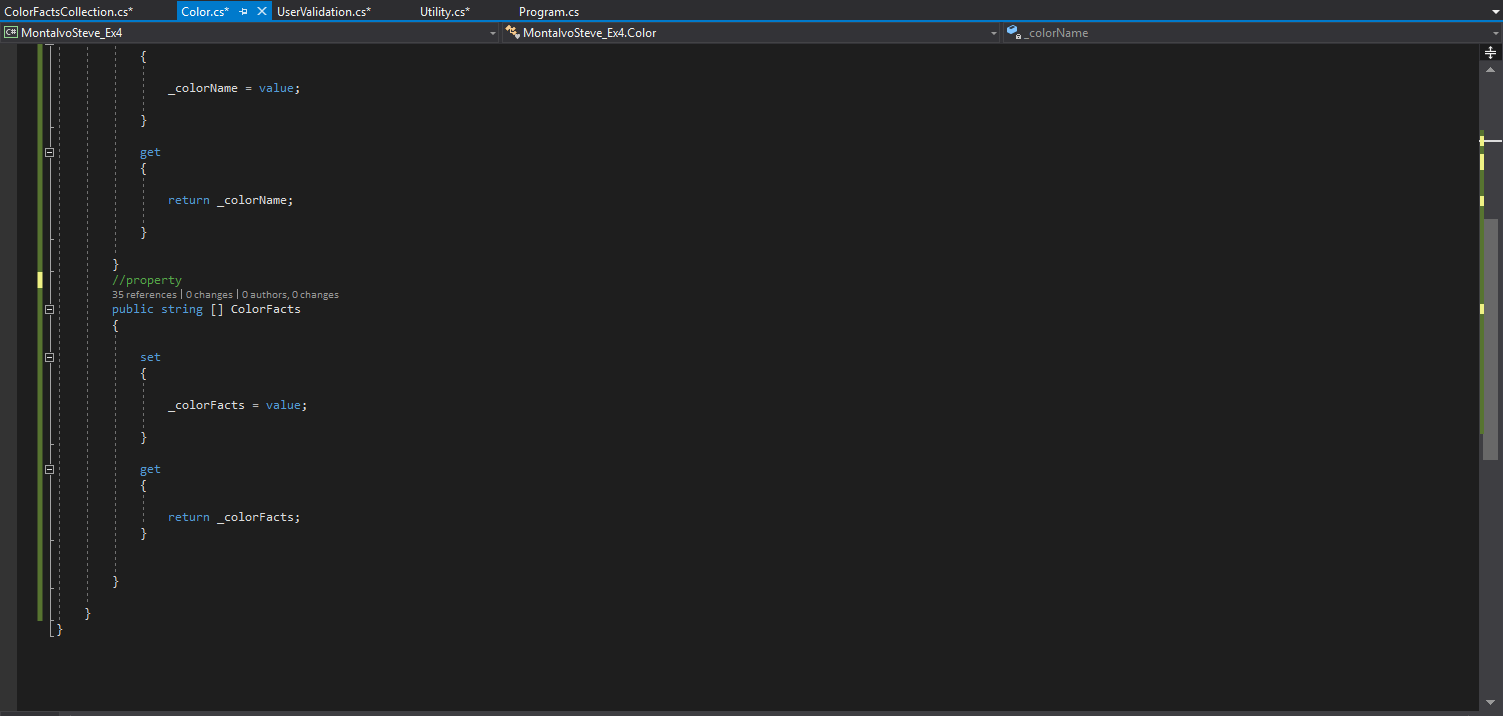 ColorFactsCollection.cs* Color.cs* UserValidation.cs* Utility.cs* Program.cs
C# MontalvoSteve_Ex4 MontalvoSteve_Ex4.Color _colorName
{
_colorName = value;
}
get
{
return _colorName;
}
}
//property
35 references | 0 changes | 0 authors, 0 changes
public string [] ColorFacts
{
set
{
_colorFacts = value;
}
get
{
return _colorFacts;
}
}
}
}